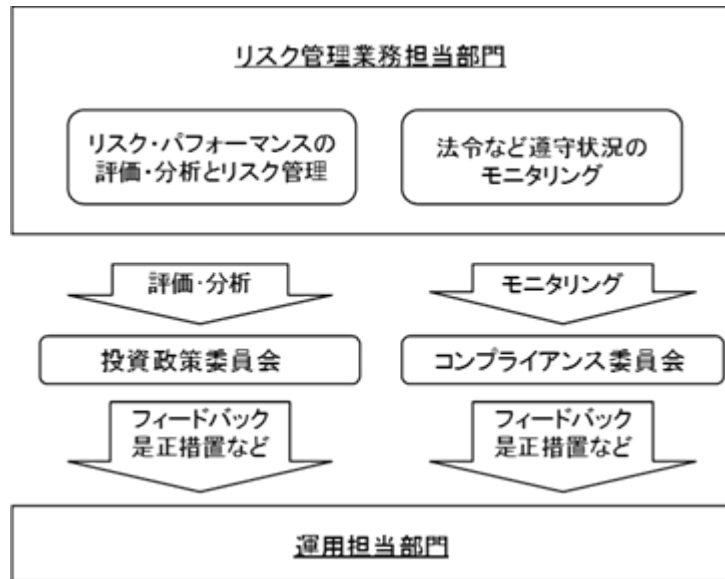 リスク管理業務担当部門
リスク・パフォーマンスの
評価・分析とリスク管理
法令など遵守状況の
モニタリング
評価・分析
モニタリング
投資政策委員会
コンプライアンス委員会
フィードバック
是正措置など
フィードバック
是正措置など
運用担当部門